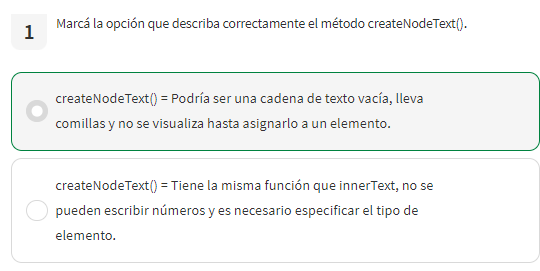 1
Marcá la opción que describa correctamente el método createNodeText().
createNodeText() = Podría ser una cadena de texto vacía, lleva
comillas y no se visualiza hasta asignarlo a un elemento.
createNodeText() = Tiene la misma función que innerText, no se
pueden escribir números y es necesario especificar el tipo de
elemento.